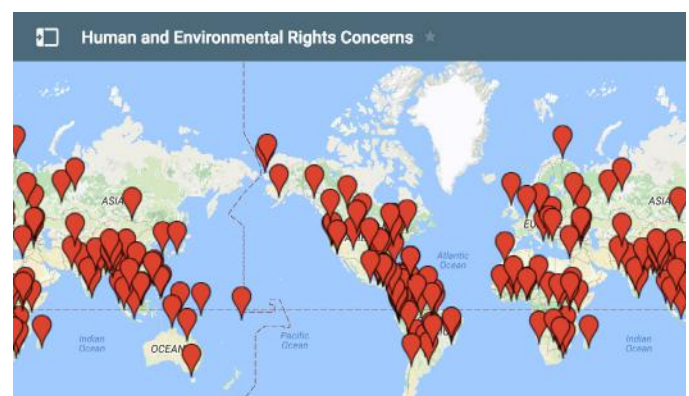 Human and Environmental Rights Concerns
ASIA
ASIA
Atlantic
Ocean
Indian
Ocean
OCEAN
Pacific
Ocean
Indian
Ocean